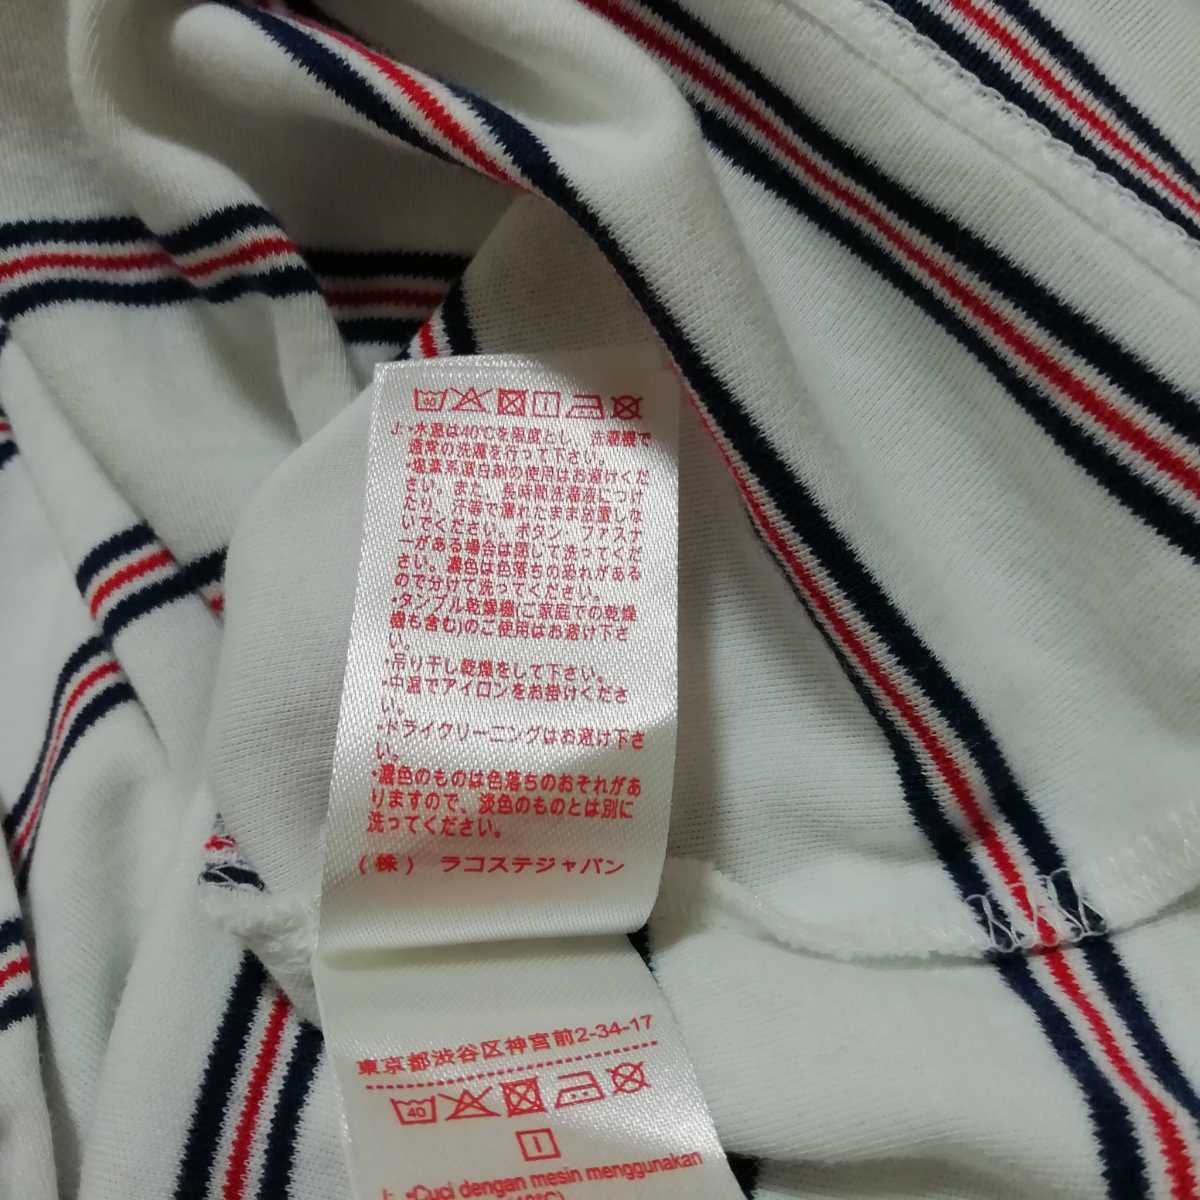 40
J: •水温は40℃を限度とし、洗濯機で
通常の洗濯を行って下さい。
•塩素系漂白剤の使用はお避けくだ
さい。また、長時間洗濯液につけ
たり、汗等で濡れたまま放置しな
いでください。ボタン、ファスナ
ーがある場合は閉じて洗ってくだ
さい。濃色は色落ちの恐れがある
ので分けて洗ってください。
•タンブル乾燥機(ご家庭での乾燥
機も含む)のご使用はお避け下さ
い。
•吊り干し乾燥をして下さい。
•中温でアイロンをお掛けくださ
い。
•ドライクリーニングはお避け下さ
い。
•濃色のものは色落ちのおそれがあ
りますので、淡色のものとは別に
洗ってください。
(株) ラコステジャパン
東京都渋谷区神宮前2-34-17
40
J: •Cuci dengan mesin menggunakan
40°C)